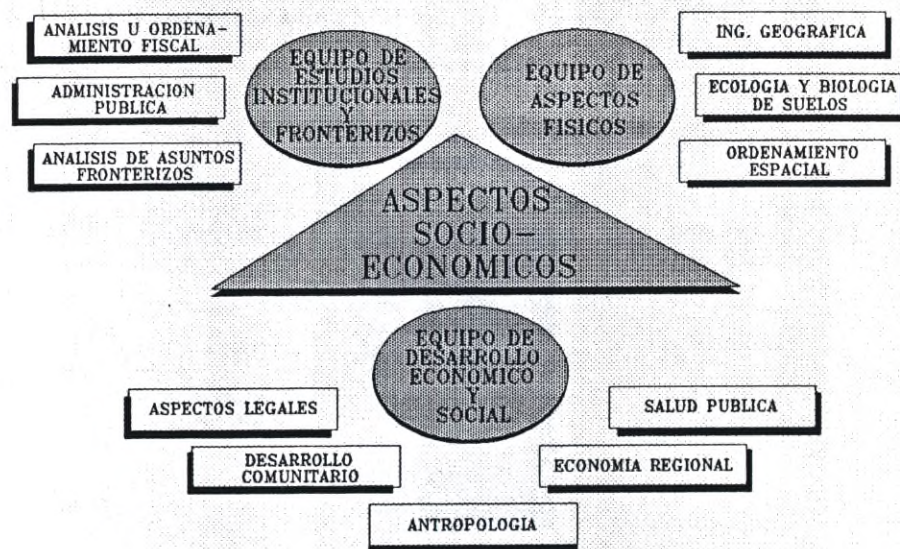 ANALISIS U ORDENA-
MIENTO FISCAL
ADMINISTRACION
PUBLICA
ANALISIS DE ASUNTOS
FRONTERIZOS
EQUIPO DE
ESTUDIOS
INSTITUCIONALES
Y
FRONTERIZOS
EQUIPO DE
ASPECTOS
FISICOS
ING. GEOGRAFICA
ECOLOGIA Y BIOLOGIA
DE SUELOS
ORDENAMIENTO
ESPACIAL
ASPECTOS
SOCIO-
ECONOMICOS
EQUIPO DE
DESARROLLO
ECONOMICO
Y
SOCIAL
ASPECTOS LEGALES
DESARROLLO
COMUNITARIO
ANTROPOLOGIA
ECONOMIA REGIONAL
SALUD PUBLICA